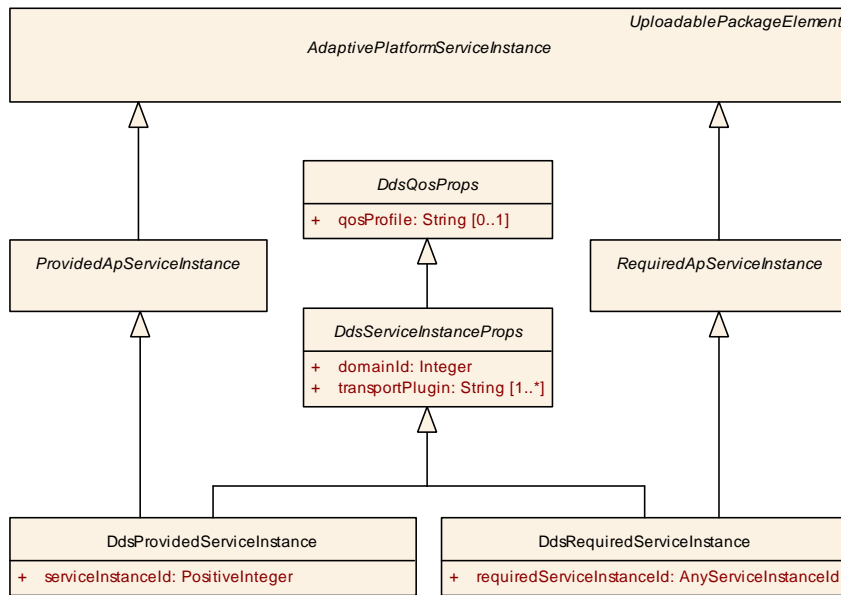 UploadablePackageElement
AdaptivePlatformServiceInstance
DdsQosProps
+ qosProfile: String [0..1]
ProvidedApServiceInstance
RequiredApServiceInstance
DdsServiceInstanceProps
+ domainId: Integer
+ transportPlugin: String [1..*]
DdsProvidedServiceInstance
+ serviceInstanceId: PositiveInteger
DdsRequiredServiceInstance
+ requiredServiceInstanceId: AnyServiceInstanceId